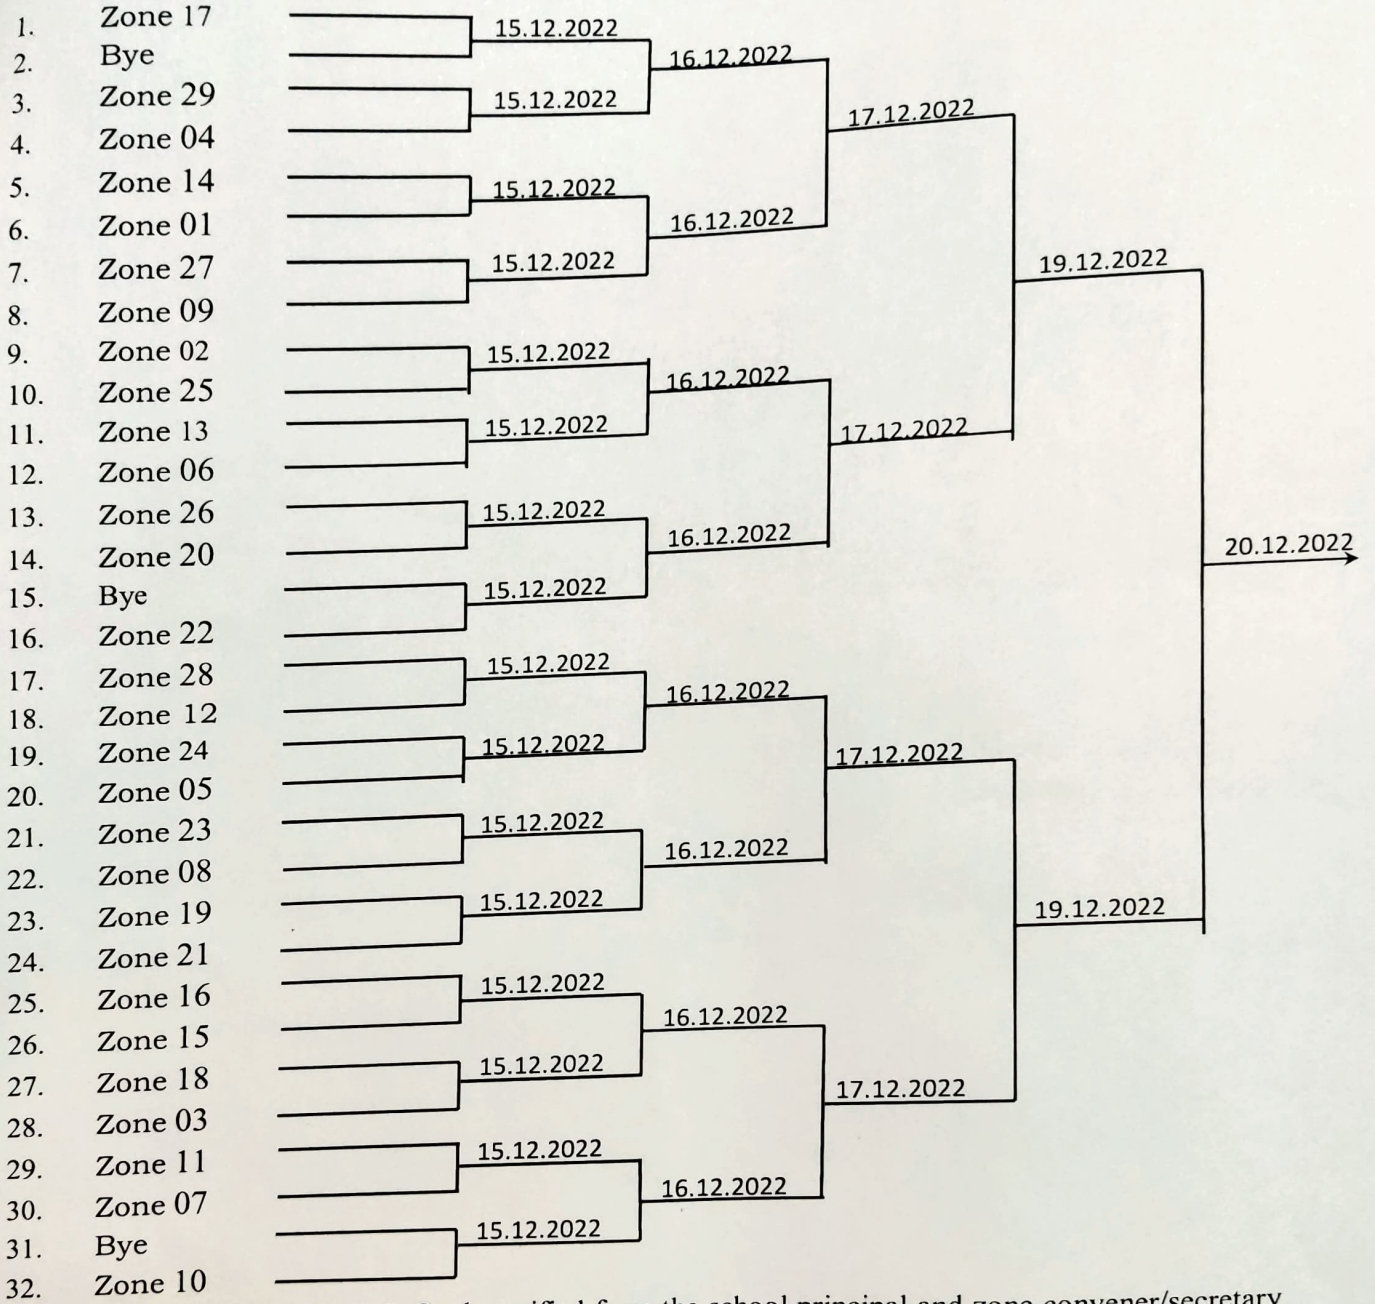 1. Zone 17
15.12.2022
2. Bye
16.12.2022
3. Zone 29
15.12.2022
4. Zone 04
17.12.2022
5. Zone 14
15.12.2022
6. Zone 01
16.12.2022
7. Zone 27
15.12.2022
19.12.2022
8. Zone 09
9. Zone 02
15.12.2022
10. Zone 25
16.12.2022
11. Zone 13
15.12.2022
17.12.2022
12. Zone 06
13. Zone 26
15.12.2022
14. Zone 20
16.12.2022
20.12.2022
15. Bye
15.12.2022
16. Zone 22
17. Zone 28
15.12.2022
18. Zone 12
16.12.2022
19. Zone 24
15.12.2022
17.12.2022
20. Zone 05
21. Zone 23
15.12.2022
22. Zone 08
16.12.2022
23. Zone 19
15.12.2022
19.12.2022
24. Zone 21
25. Zone 16
15.12.2022
26. Zone 15
16.12.2022
27. Zone 18
15.12.2022
17.12.2022
28. Zone 03
29. Zone 11
15.12.2022
30. Zone 07
16.12.2022
31. Bye
15.12.2022
32. Zone 10
from the school principal and zone convener/secretary